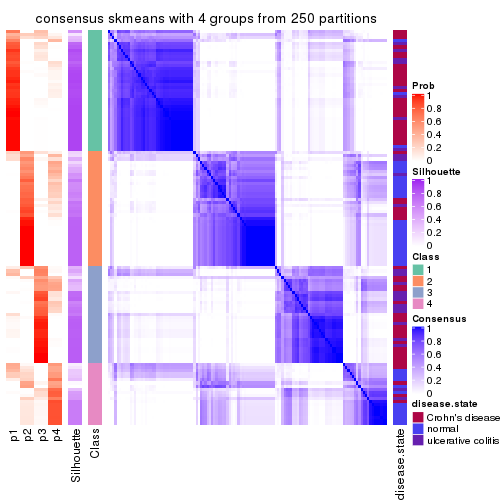 consensus skmeans with 4 groups from 250 partitions
p1
p2
p3
p4
Silhouette
Class
disease.state
Prob
1
0.8
0.6
0.4
0.2
0
Silhouette
1
0.8
0.6
0.4
0.2
0
Class
1
2
3
4
Consensus
1
0.8
0.6
0.4
0.2
0
disease.state
Crohn's disease
normal
ulcerative colitis